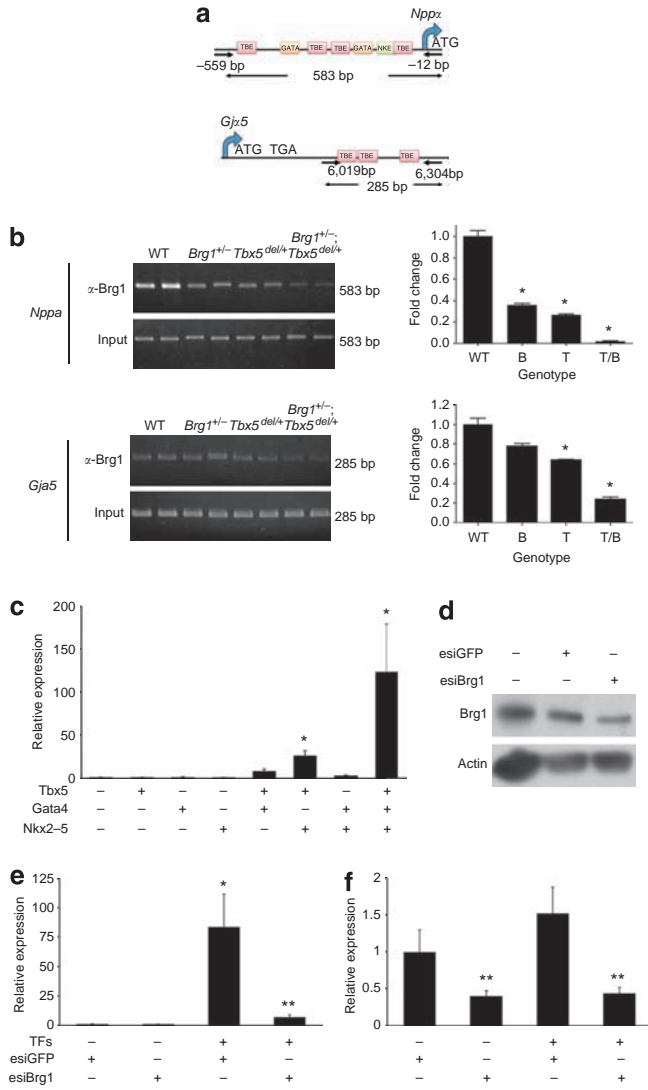 a
Nppα
ATG
TBE GATA TBE TBE GATA NKE TBE
–559 bp –12 bp
583 bp
Gjα5
ATG TGA
TBE TBE TBE
6,019bp 6,304bp
285 bp
b
Brg1+/–;
WT Brg1+/– Tbx5del/+ Tbx5del/+
Nppa
α-Brg1 583 bp
Input 583 bp
Fold change
1.0
0.8
0.6
0.4
0.2
0.0
* * *
WT B T T/B
Genotype
Brg1+/–;
WT Brg1+/– Tbx5del/+ Tbx5del/+
Gja5
α-Brg1 285 bp
Input 285 bp
Fold change
1.2
1.0
0.8
0.6
0.4
0.2
0.0
* *
WT B T T/B
Genotype
c
Relative expression
200
150
100
50
0
* *
Tbx5 – + – – + + – +
Gata4 – – + – + – + +
Nkx2–5 – – – + – + + +
d
esiGFP – + –
esiBrg1 – – +
Brg1
Actin
e
Relative expression
125
100
75
50
25
0
* **
TFs – – + +
esiGFP + – + –
esiBrg1 – + – +
f
Relative expression
2
1.5
1
0.5
0
** **
– – + +
+ – + –
– + – +